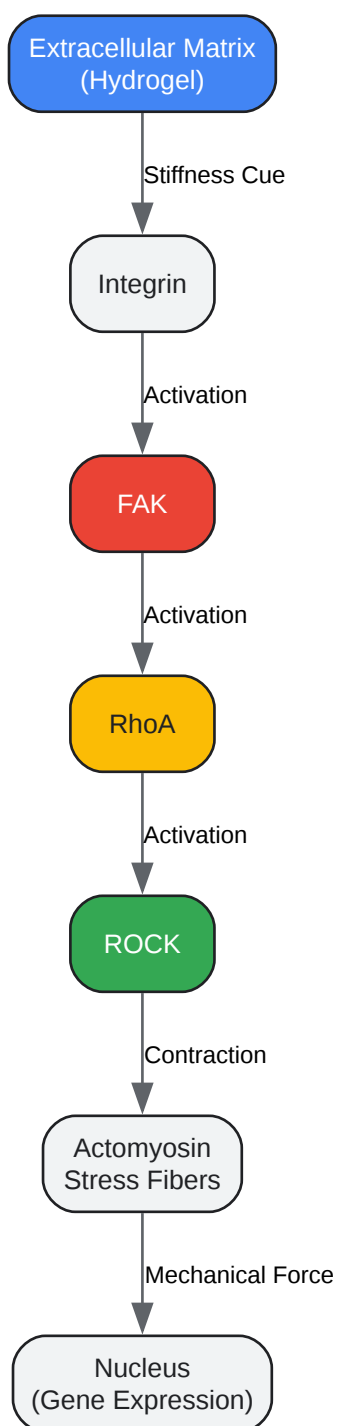 Extracellular Matrix
(Hydrogel)
Stiffness Cue
Integrin
Activation
FAK
Activation
RhoA
Activation
ROCK
Contraction
Actomyosin
Stress Fibers
Mechanical Force
Nucleus
(Gene Expression)